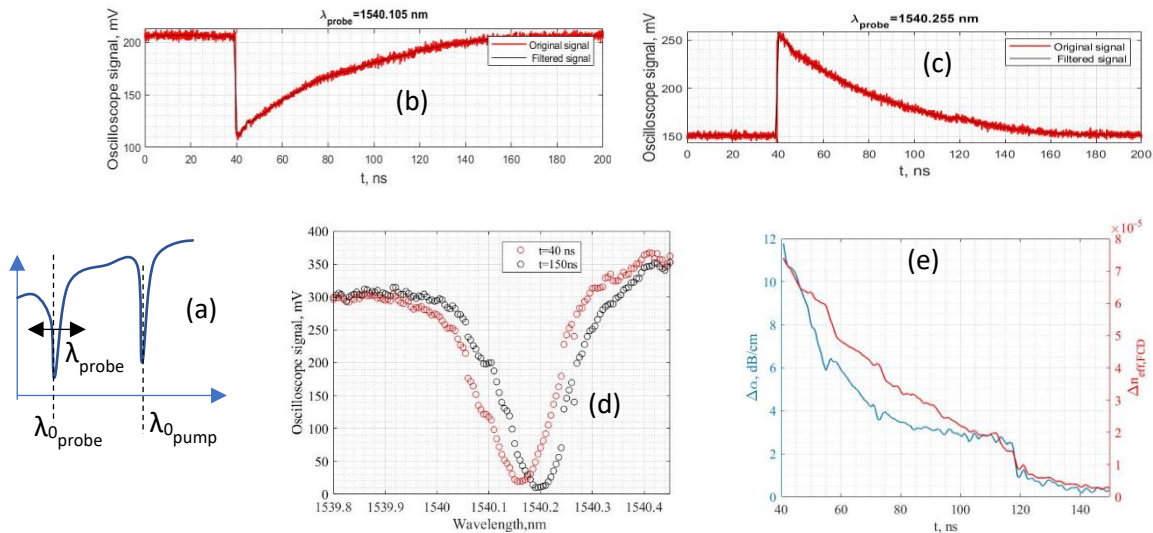 λprobe=1540.105 nm
Oscilloscope signal, mV
200
150
100
Original signal
Filtered signal
(b)
0 20 40 60 80 100 120 140 160 180 200
t, ns
λprobe=1540.255 nm
Oscilloscope signal, mV
250
200
150
Original signal
Filtered signal
(c)
0 20 40 60 80 100 120 140 160 180 200
t, ns
(a)
λprobe
λ0probe
λ0pump
Oscilloscope signal, mV
400
350
300
250
200
150
100
50
0
t=40 ns
t=150ns
(d)
1539.8 1539.9 1540 1540.1 1540.2 1540.3 1540.4
Wavelength,nm
Δα, dB/cm
12
10
8
6
4
2
0
(e)
×10-5
8
7
6
5
4
3
2
1
0
Δneff,FCD
40 60 80 100 120 140
t, ns